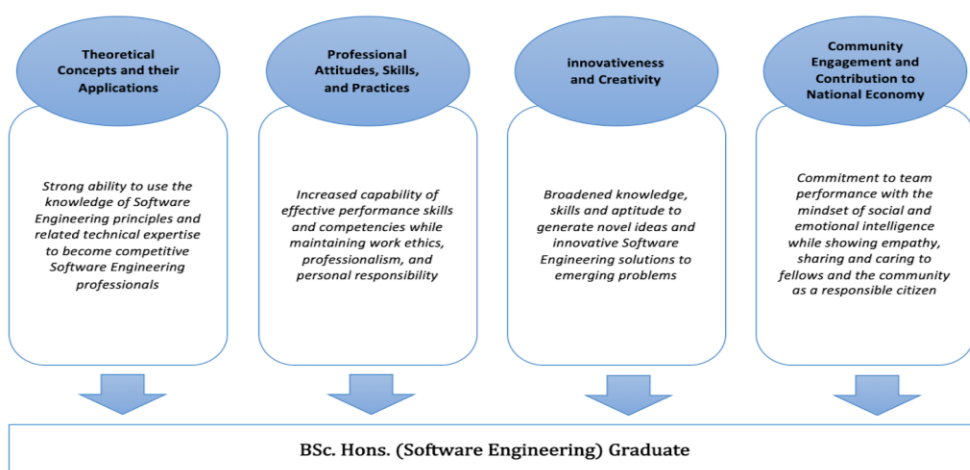 Theoretical
Concepts and their
Applications
Strong ability to use the
knowledge of Software
Engineering principles and
related technical expertise
to become competitive
Software Engineering
professionals
Professional
Attitudes, Skills,
and Practices
Increased capability of
effective performance skills
and competencies while
maintaining work ethics,
professionalism, and
personal responsibility
innovativeness
and Creativity
Broadened knowledge,
skills and aptitude to
generate novel ideas and
innovative Software
Engineering solutions to
emerging problems
Community
Engagement and
Contribution to
National Economy
Commitment to team
performance with the
mindset of social and
emotional intelligence
while showing empathy,
sharing and caring to
fellows and the community
as a responsible citizen
BSc. Hons. (Software Engineering) Graduate